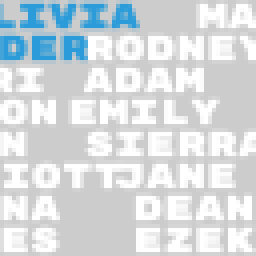 LIVIA MA
DER RODNEY
RI ADAM
ON EMILY
N SIERRA
IOTT JANE
NA DEAN
ES EZEK